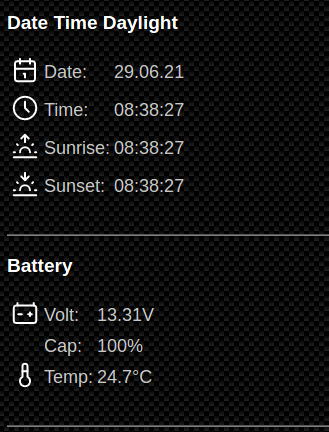 Date Time Daylight
Date: 29.06.21
Time: 08:38:27
Sunrise: 08:38:27
Sunset: 08:38:27
Battery
Volt: 13.31V
Cap: 100%
Temp: 24.7°C